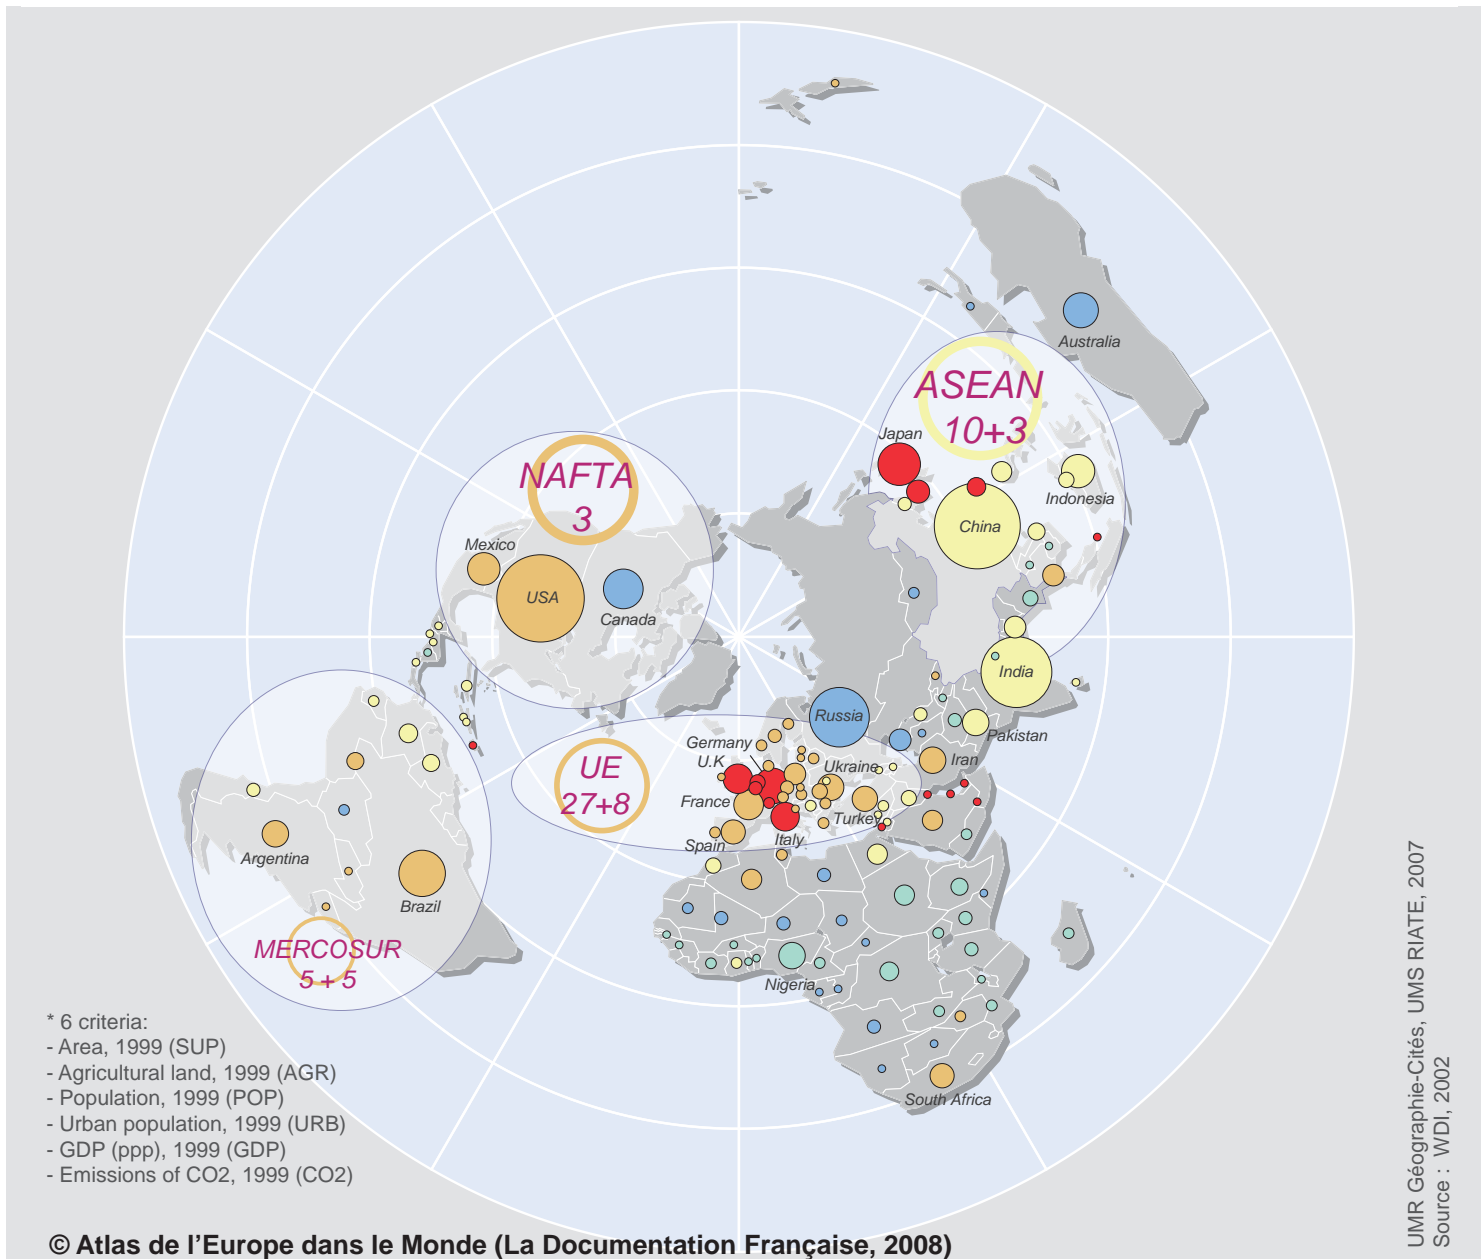 Australia
ASEAN
10+3
Japan
Indonesia
China
NAFTA
3
Mexico
USA
Canada
India
Russia
Pakistan
Germany
U.K
UE
27+8
Ukraine
Iran
France
Turkey
Spain
Italy
Argentina
Brazil
MERCOSUR
5 + 5
Nigeria
South Africa
* 6 criteria:
- Area, 1999 (SUP)
- Agricultural land, 1999 (AGR)
- Population, 1999 (POP)
- Urban population, 1999 (URB)
- GDP (ppp), 1999 (GDP)
- Emissions of CO2, 1999 (CO2)
© Atlas de l'Europe dans le Monde (La Documentation Française, 2008)
UMR Géographie-Cités, UMS RIATE, 2007
Source : WDI, 2002